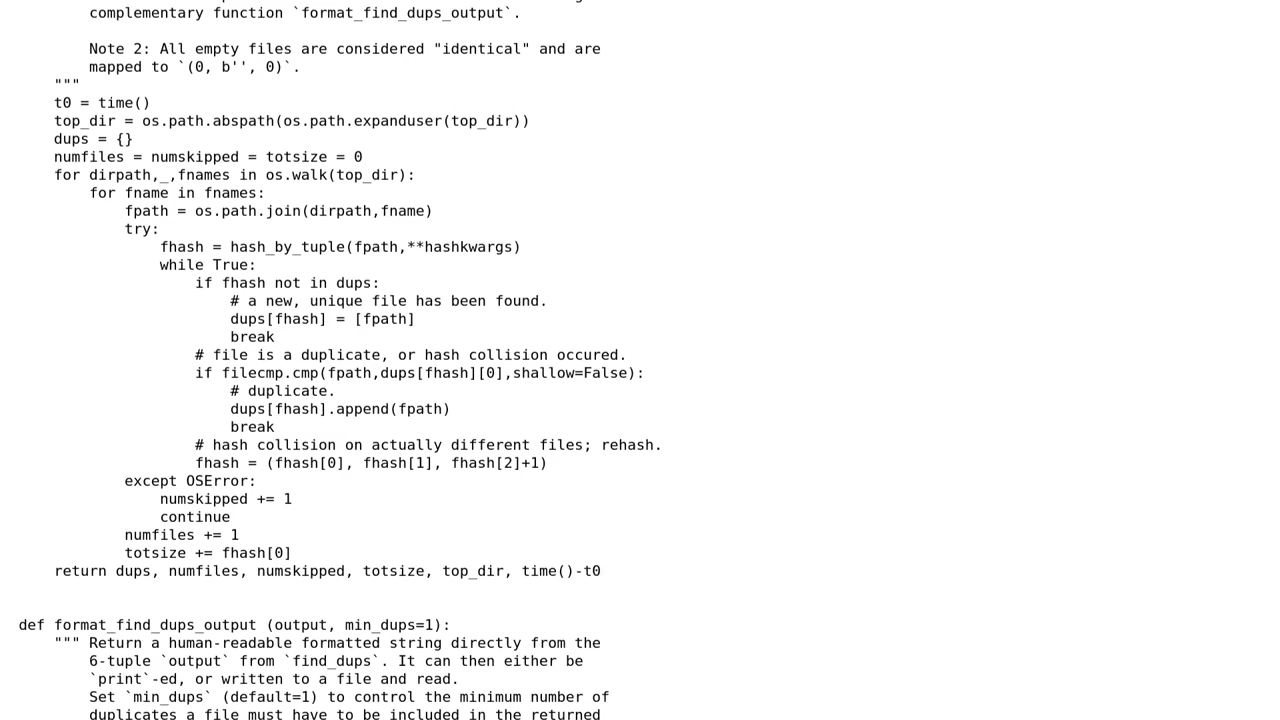 complementary function `format_find_dups_output`.

        Note 2: All empty files are considered "identical" and are
        mapped to `(0, b'', 0)`.
    """
    t0 = time()
    top_dir = os.path.abspath(os.path.expanduser(top_dir))
    dups = {}
    numfiles = numskipped = totsize = 0
    for dirpath,_,fnames in os.walk(top_dir):
        for fname in fnames:
            fpath = os.path.join(dirpath,fname)
            try:
                fhash = hash_by_tuple(fpath,**hashkwargs)
                while True:
                    if fhash not in dups:
                        # a new, unique file has been found.
                        dups[fhash] = [fpath]
                        break
                    # file is a duplicate, or hash collision occured.
                    if filecmp.cmp(fpath,dups[fhash][0],shallow=False):
                        # duplicate.
                        dups[fhash].append(fpath)
                        break
                    # hash collision on actually different files; rehash.
                    fhash = (fhash[0], fhash[1], fhash[2]+1)
            except OSError:
                numskipped += 1
                continue
            numfiles += 1
            totsize += fhash[0]
    return dups, numfiles, numskipped, totsize, top_dir, time()-t0


def format_find_dups_output (output, min_dups=1):
    """ Return a human-readable formatted string directly from the
        6-tuple `output` from `find_dups`. It can then either be
        `print`-ed, or written to a file and read.
        Set `min_dups` (default=1) to control the minimum number of
        duplicates a file must have to be included in the returned